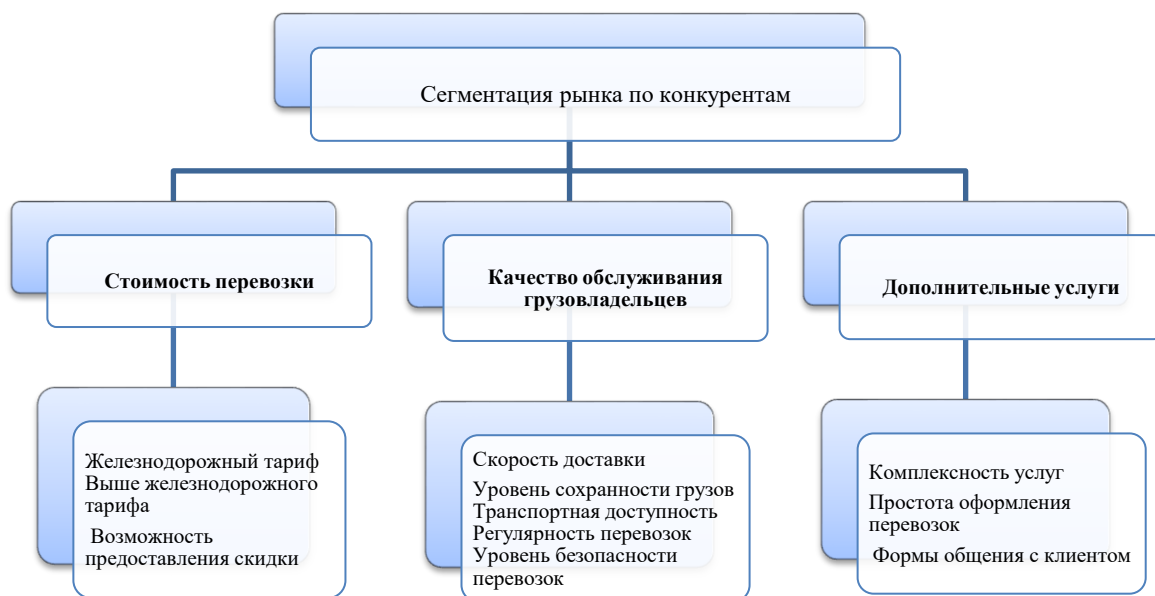 Сегментация рынка по конкурентам
Стоимость перевозки
Качество обслуживания
грузовладельцев
Дополнительные услуги
Железнодорожный тариф
Выше железнодорожного
тарифа
Возможность
предоставления скидки
Скорость доставки
Уровень сохранности грузов
Транспортная доступность
Регулярность перевозок
Уровень безопасности
перевозок
Комплексность услуг
Простота оформления
перевозок
Формы общения с клиентом